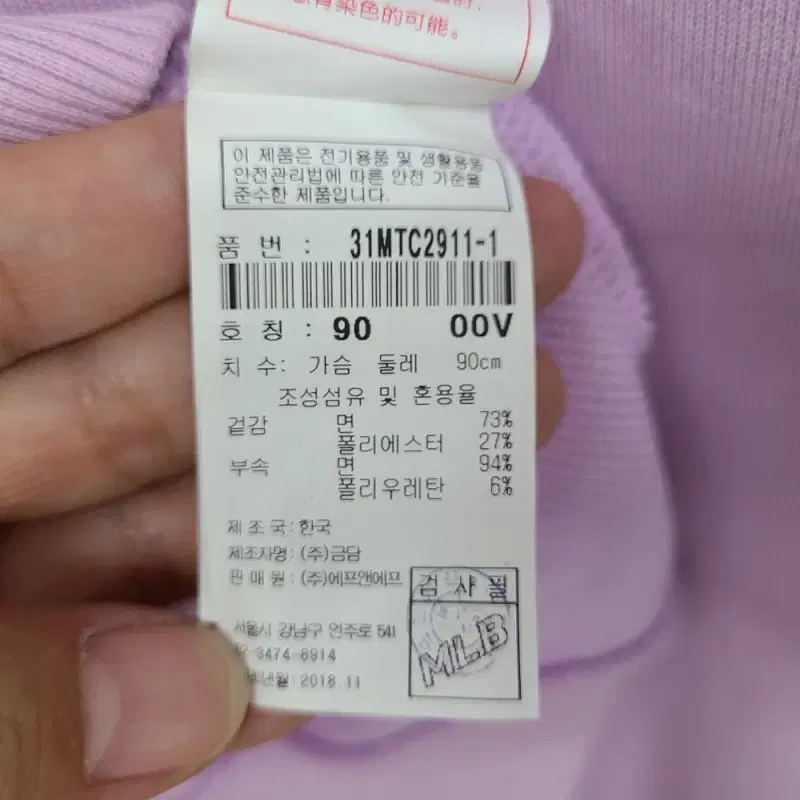 染色的可能。
이 제품은 전기용품 및 생활용품
안전관리법에 따른 안전 기준을
준수한 제품입니다.
품 번 : 31MTC2911-1
호 칭 : 90 00V
치 수: 가슴 둘레 90cm
조성섬유 및 혼용율
겉감 면 73%
폴리에스터 27%
부속 면 94%
폴리우레탄 6%
제 조 국 : 한국
제조자명 : (주)금담
판 매 원 : (주)에프앤에프
검 사 필
MLB
서울시 강남구 언주로 541
2-3474-8914
년월 : 2018.11